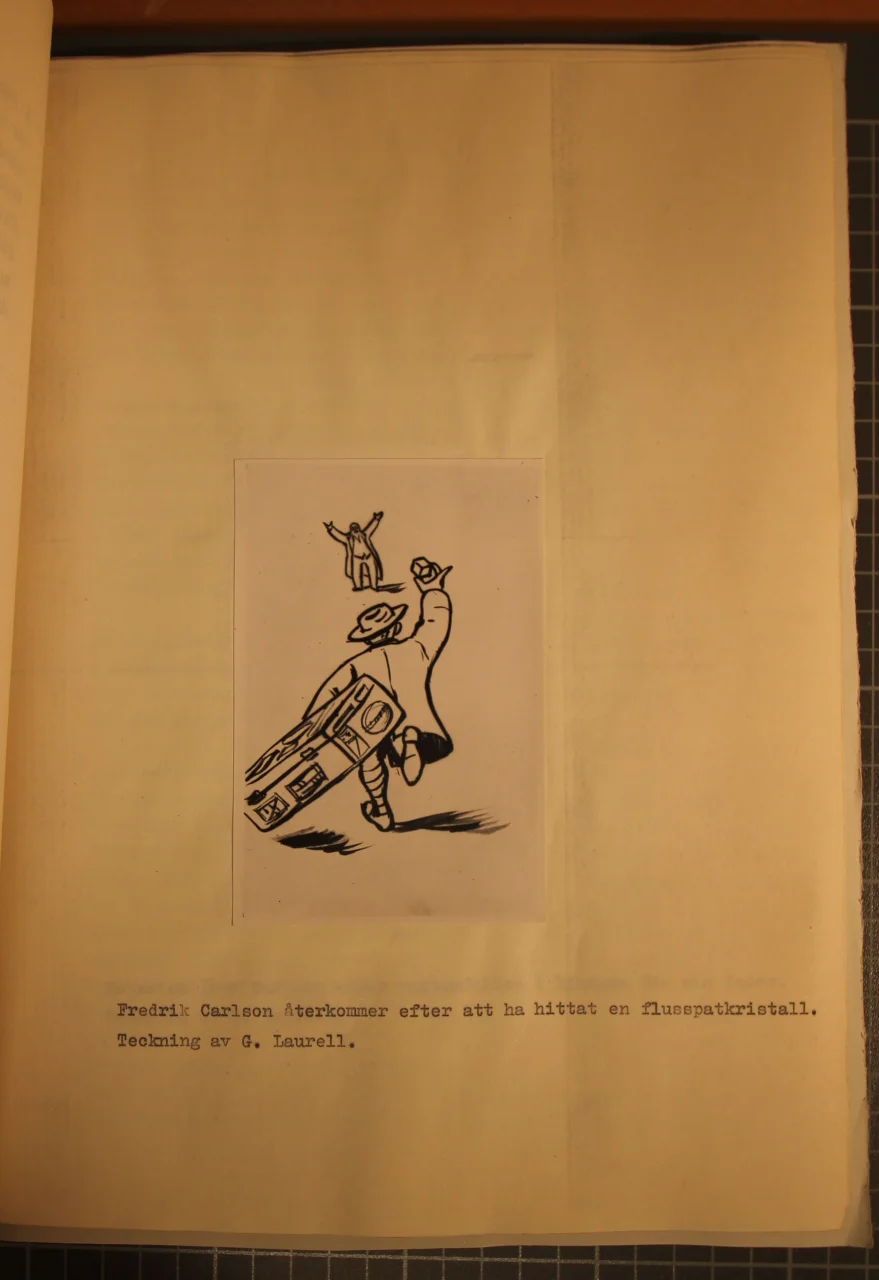 Fredrik Carlson återkommer efter att ha hittat en flusspatkristall.
Teckning av G. Laurell.